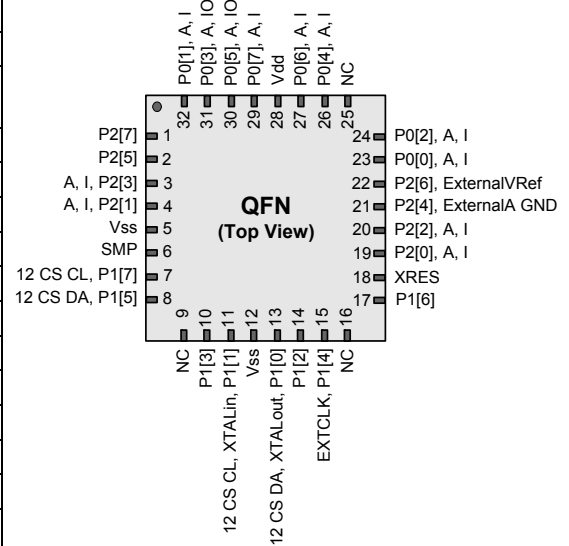 P0[1], A, I
P0[3], A, IO
P0[5], A, IO
P0[7], A, I
Vdd
P0[6], A, I
P0[4], A, I
NC
32
31
30
29
28
27
26
25
P2[7] 1
P2[5] 2
A, I, P2[3] 3
A, I, P2[1] 4
Vss 5
SMP 6
12 CS CL, P1[7] 7
12 CS DA, P1[5] 8
QFN
(Top View)
24 P0[2], A, I
23 P0[0], A, I
22 P2[6], ExternalVRef
21 P2[4], ExternalA GND
20 P2[2], A, I
19 P2[0], A, I
18 XRES
17 P1[6]
9
10
11
12
13
14
15
16
NC
P1[3]
12 CS CL, XTALin, P1[1]
Vss
12 CS DA, XTALout, P1[0]
P1[2]
EXTCLK, P1[4]
NC